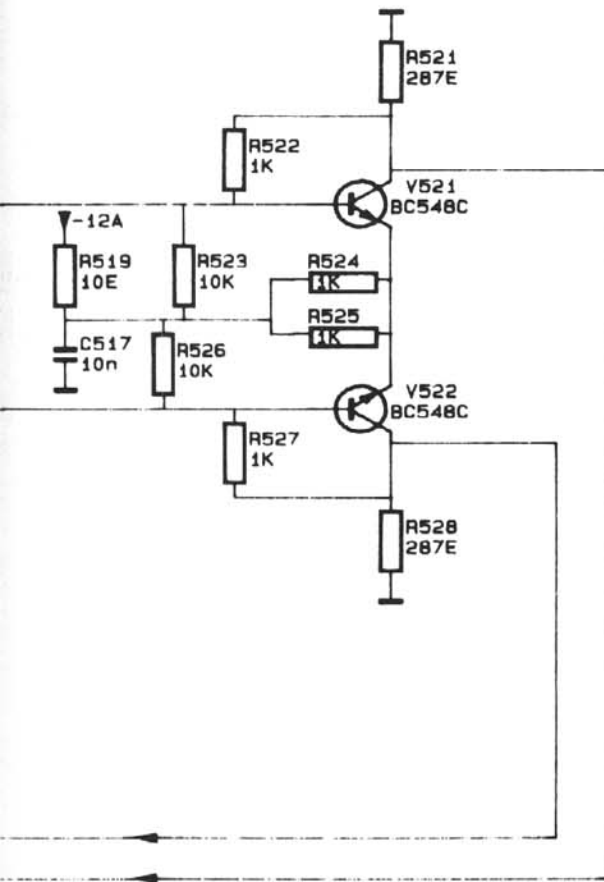 R521
287E
R522
1K
V521
BC548C
-12A
R519
10E
R523
10K
R524
1K
R525
1K
C517
10n
R526
10K
V522
BC548C
R527
1K
R528
287E